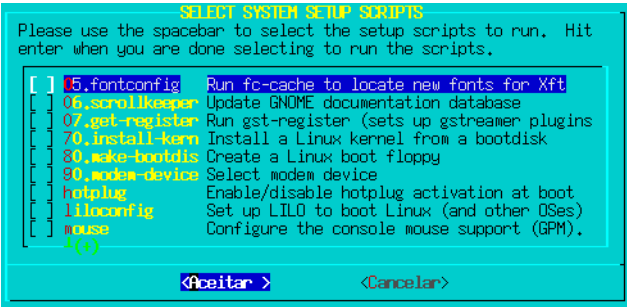 SELECT SYSTEM SETUP SCRIPTS
Please use the spacebar to select the setup scripts to run. Hit
enter when you are done selecting to run the scripts.
[ ] 05.fontconfig Run fc-cache to locate new fonts for Xft
[ ] 06.scrollkeeper Update GNOME documentation database
[ ] 07.get-register Run gst-register (sets up gstreamer plugins
[ ] 70.install-kern Install a Linux kernel from a bootdisk
[ ] 80.make-bootdis Create a Linux boot floppy
[ ] 90.modem-device Select modem device
[ ] hotplug Enable/disable hotplug activation at boot
[ ] liloconfig Set up LILO to boot Linux (and other OSes)
[ ] mouse Configure the console mouse support (GPM).
(+)
<Aceitar > <Cancelar>